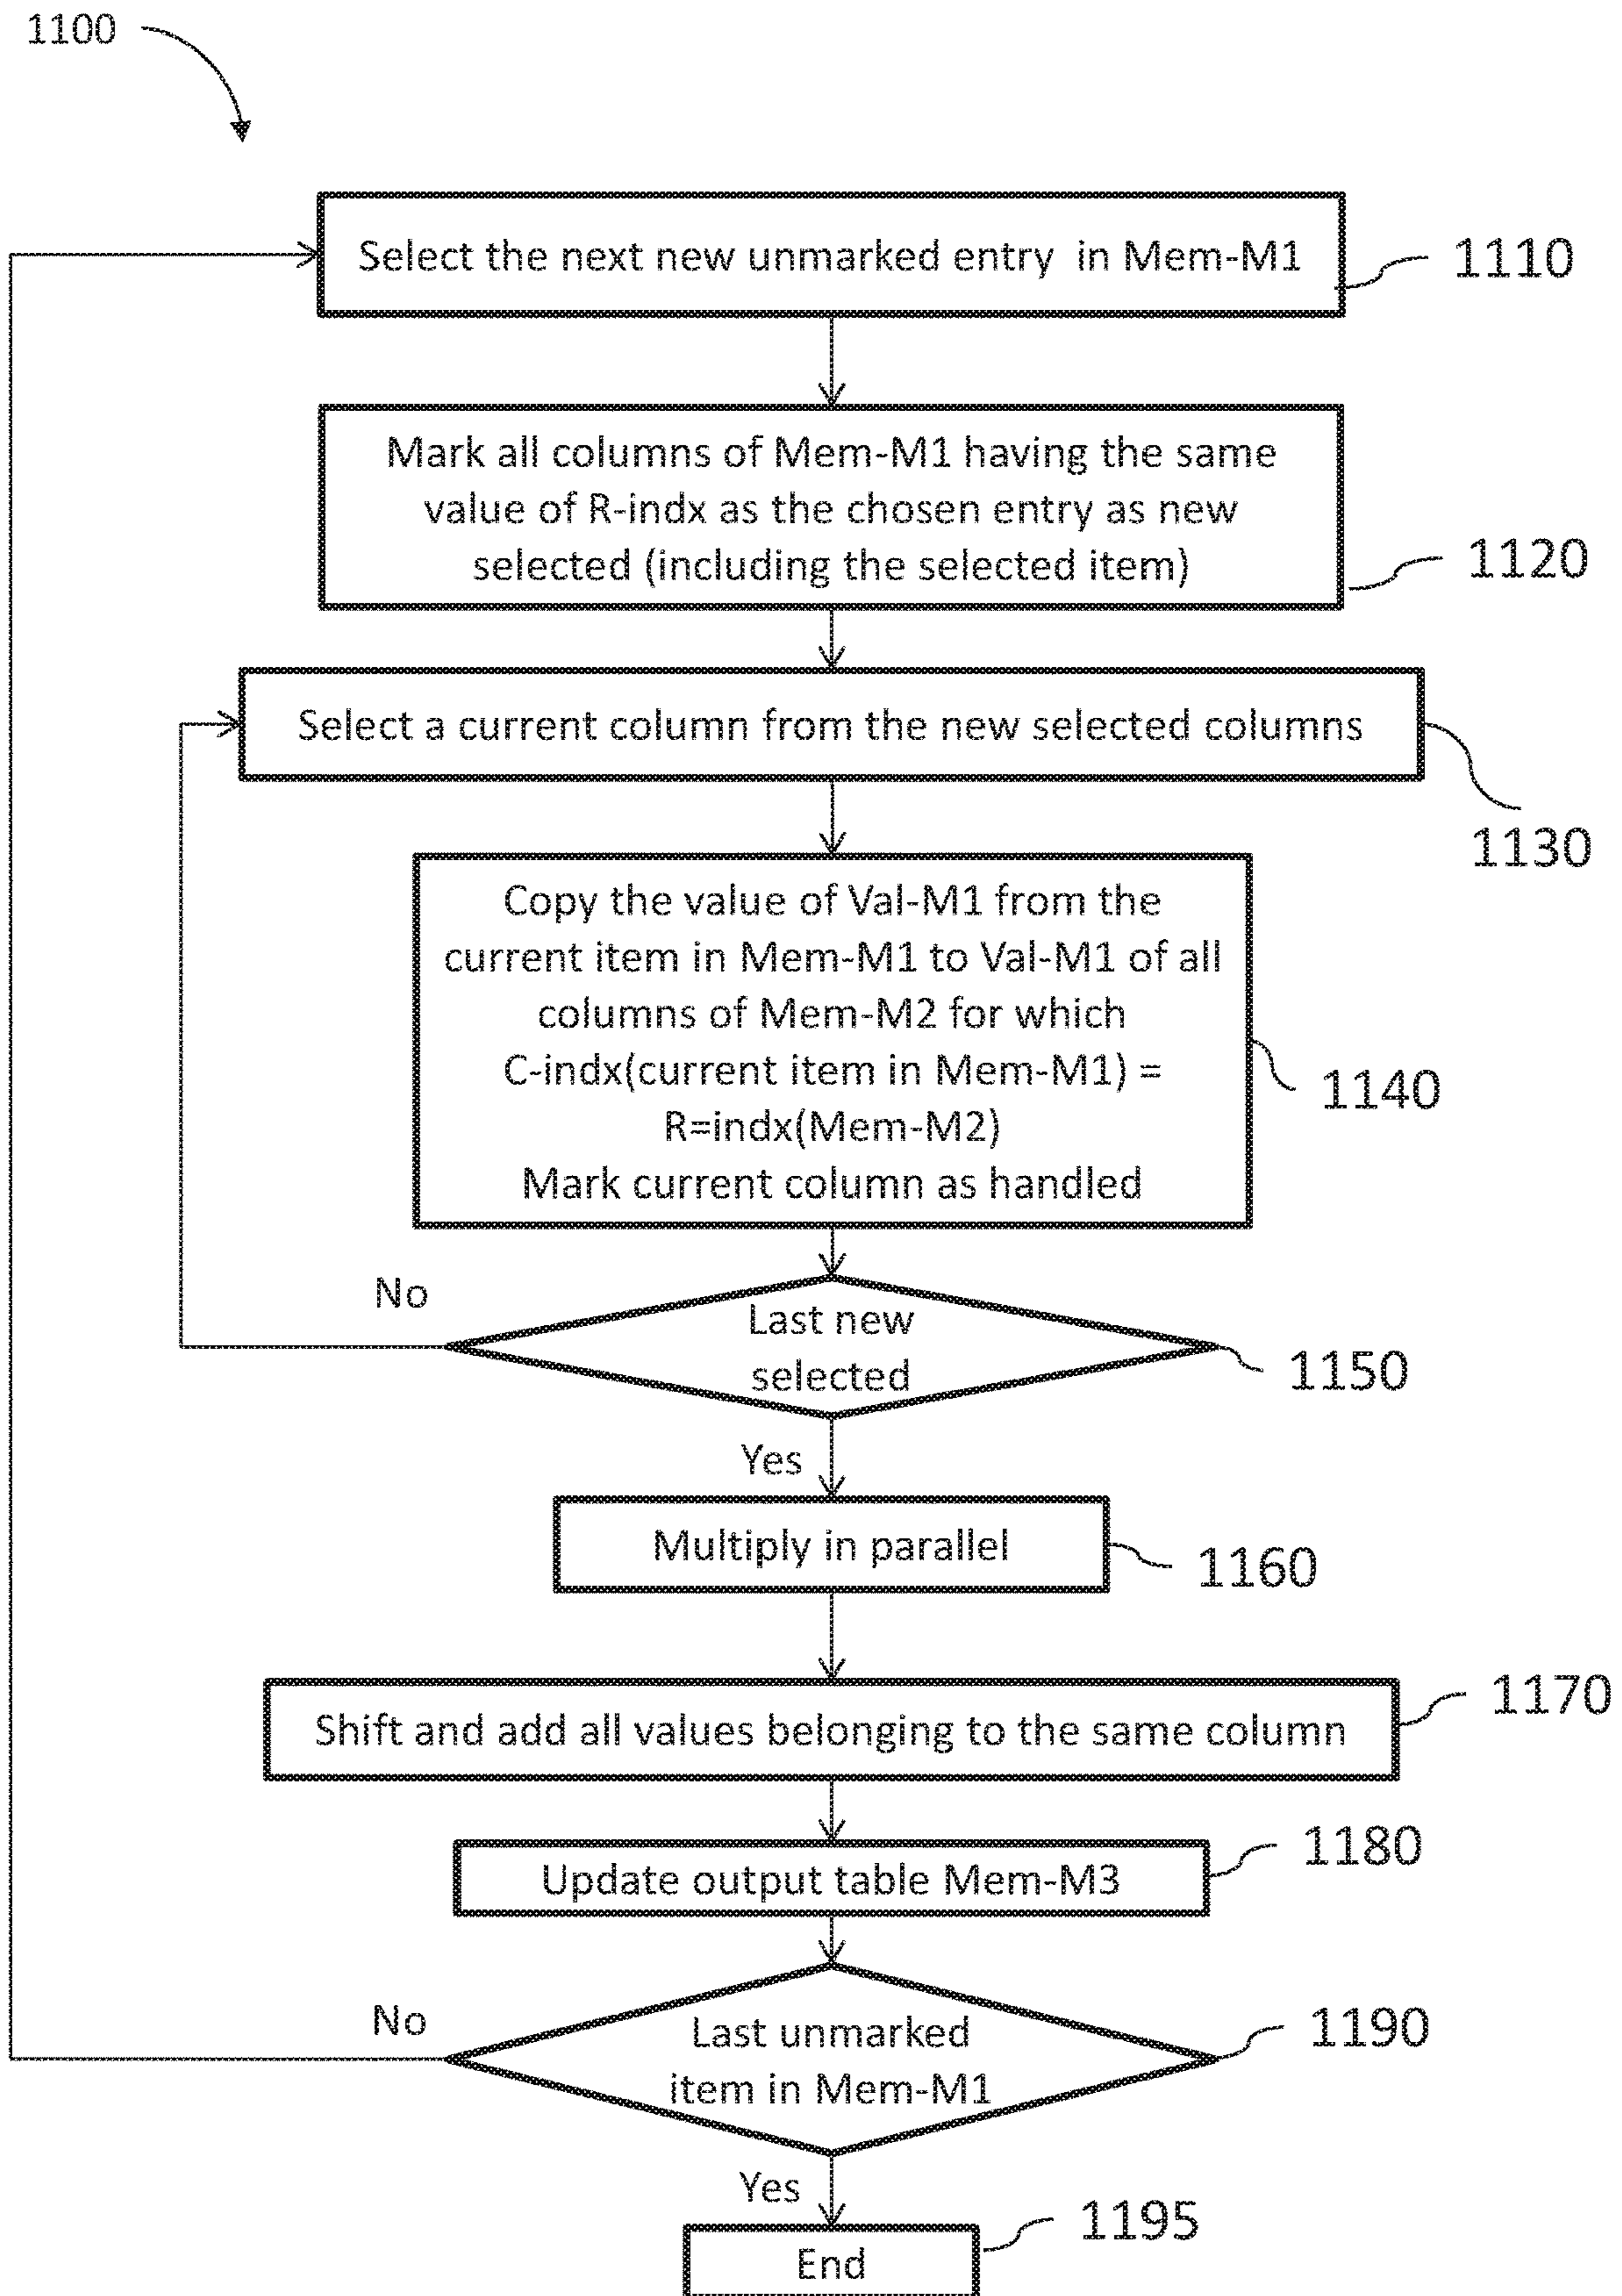 1100
Select the next new unmarked entry in Mem-M1
1110
Mark all columns of Mem-M1 having the same
value of R-indx as the chosen entry as new
selected (including the selected item)
1120
Select a current column from the new selected columns
1130
Copy the value of Val-M1 from the
current item in Mem-M1 to Val-M1 of all
columns of Mem-M2 for which
C-indx(current item in Mem-M1) =
R=indx(Mem-M2)
Mark current column as handled
1140
No
Last new
selected
1150
Yes
Multiply in parallel
1160
Shift and add all values belonging to the same column
1170
Update output table Mem-M3
1180
No
Last unmarked
item in Mem-M1
1190
Yes
End
1195